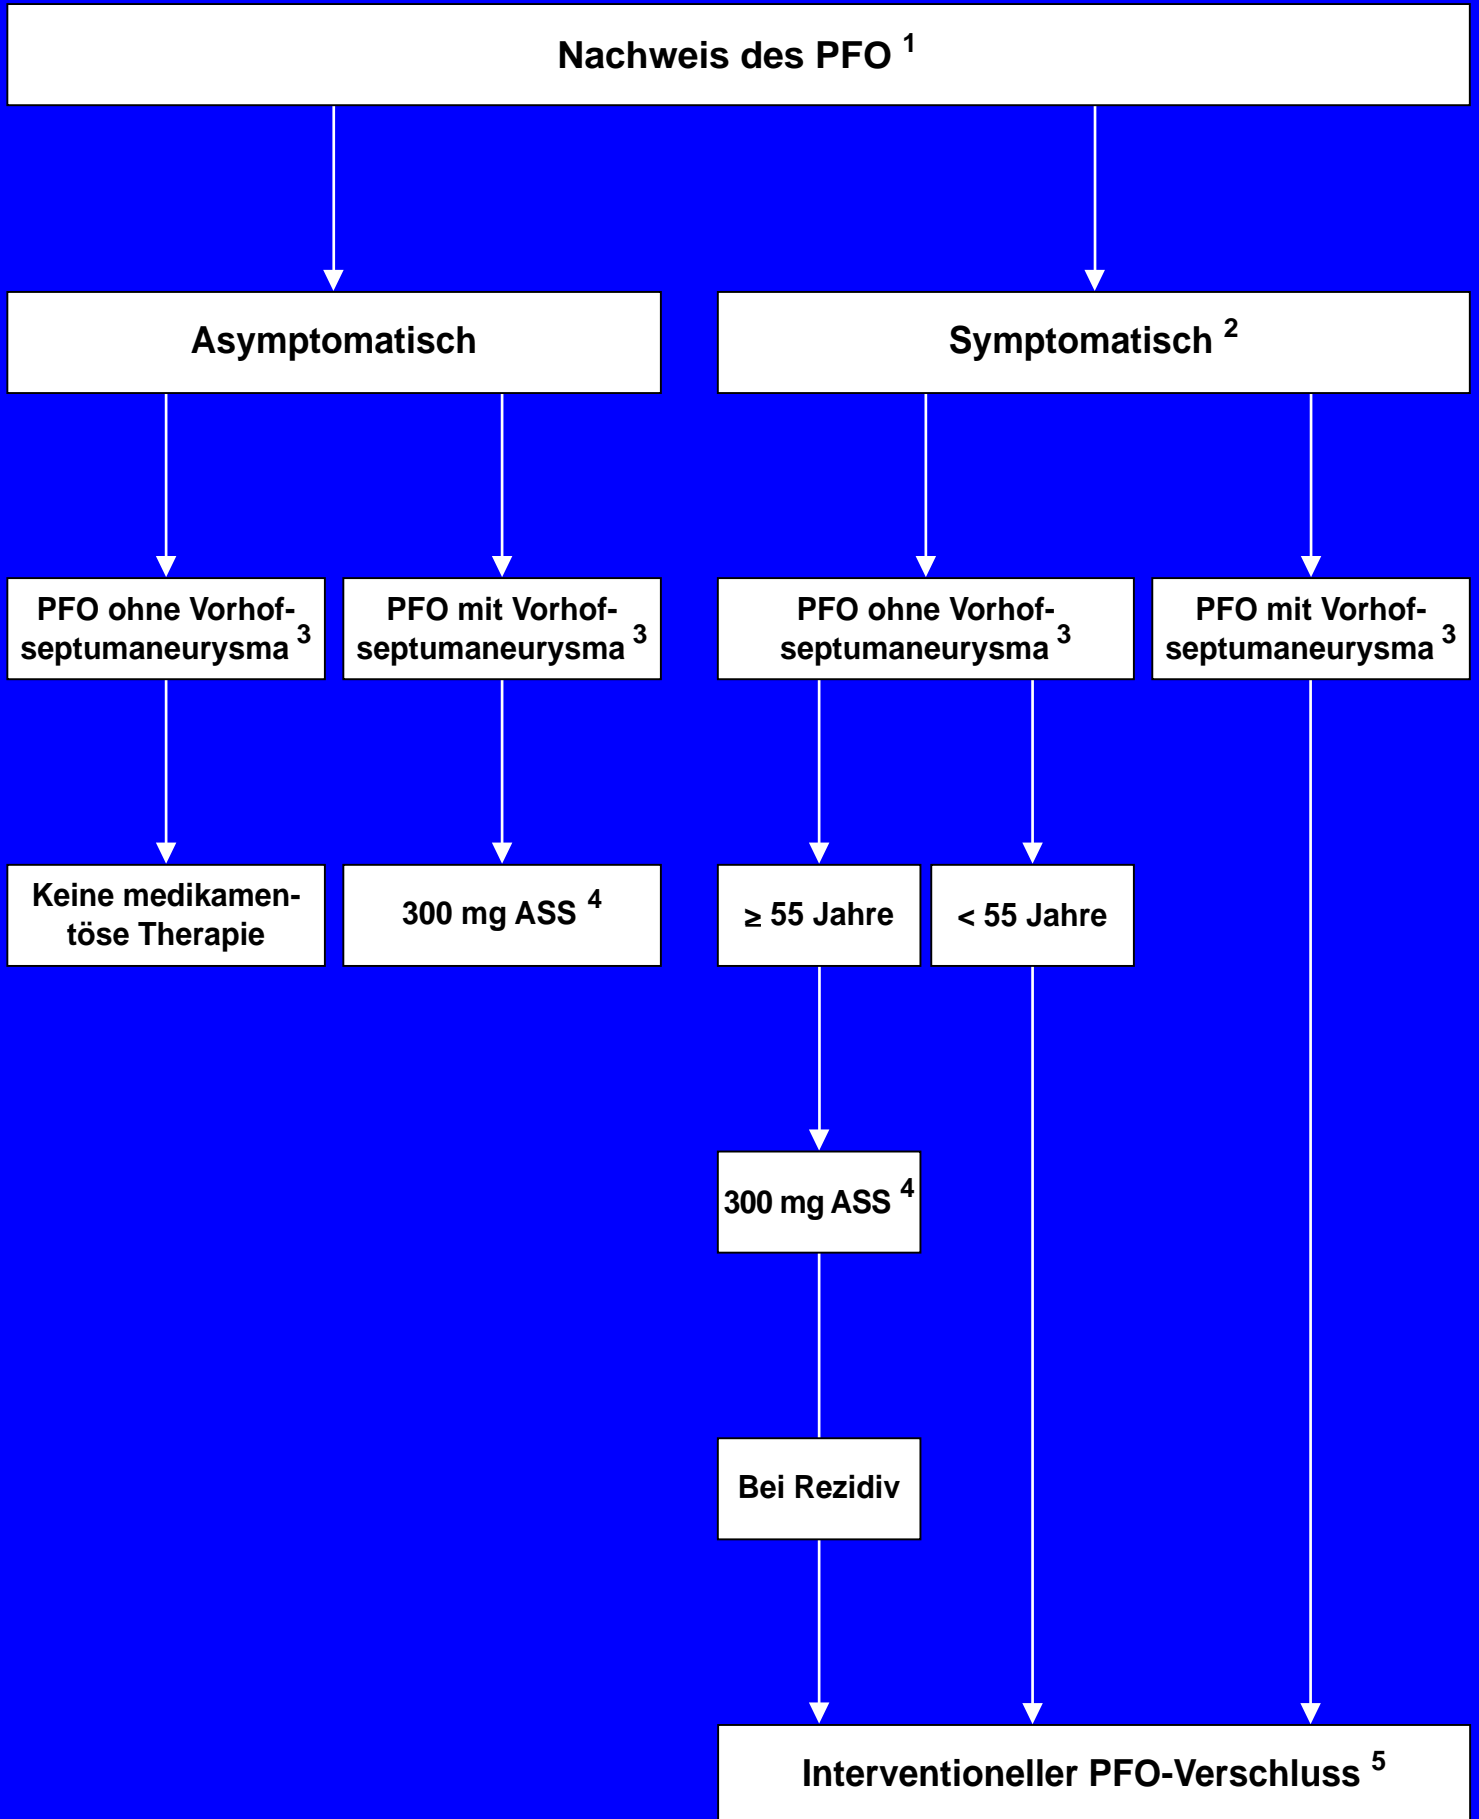 Nachweis des PFO 1
Asymptomatisch
Symptomatisch 2
PFO ohne Vorhof-
septumaneurysma 3
PFO mit Vorhof-
septumaneurysma 3
PFO ohne Vorhof-
septumaneurysma 3
PFO mit Vorhof-
septumaneurysma 3
Keine medikamen-
töse Therapie
300 mg ASS 4
≥ 55 Jahre
< 55 Jahre
300 mg ASS 4
Bei Rezidiv
Interventioneller PFO-Verschluss 5